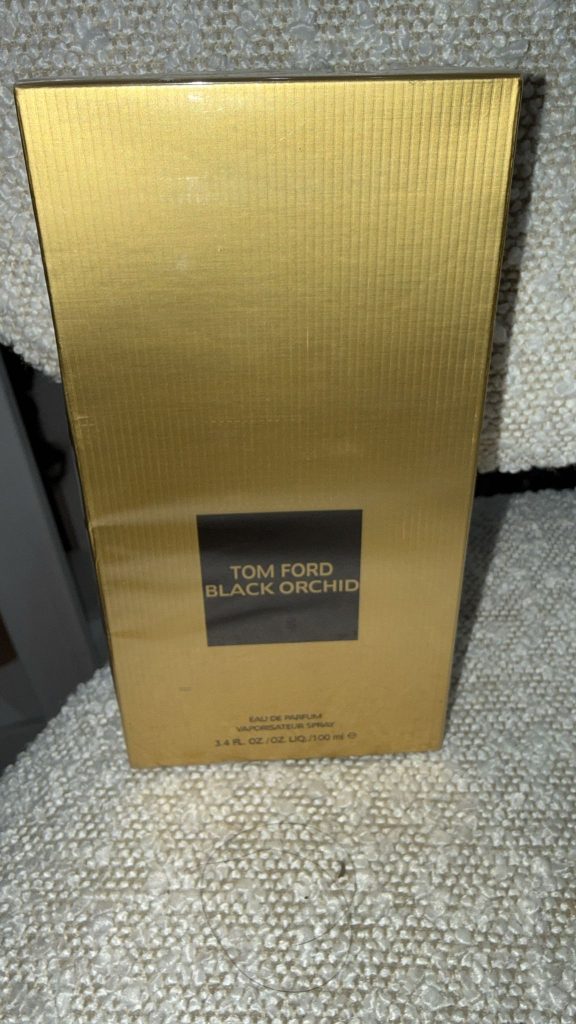 TOM FORD
BLACK ORCHID
EAU DE PARFUM
VAPORISATEUR SPRAY
3.4 FL. OZ./OZ. LIQ./100 ml ℮